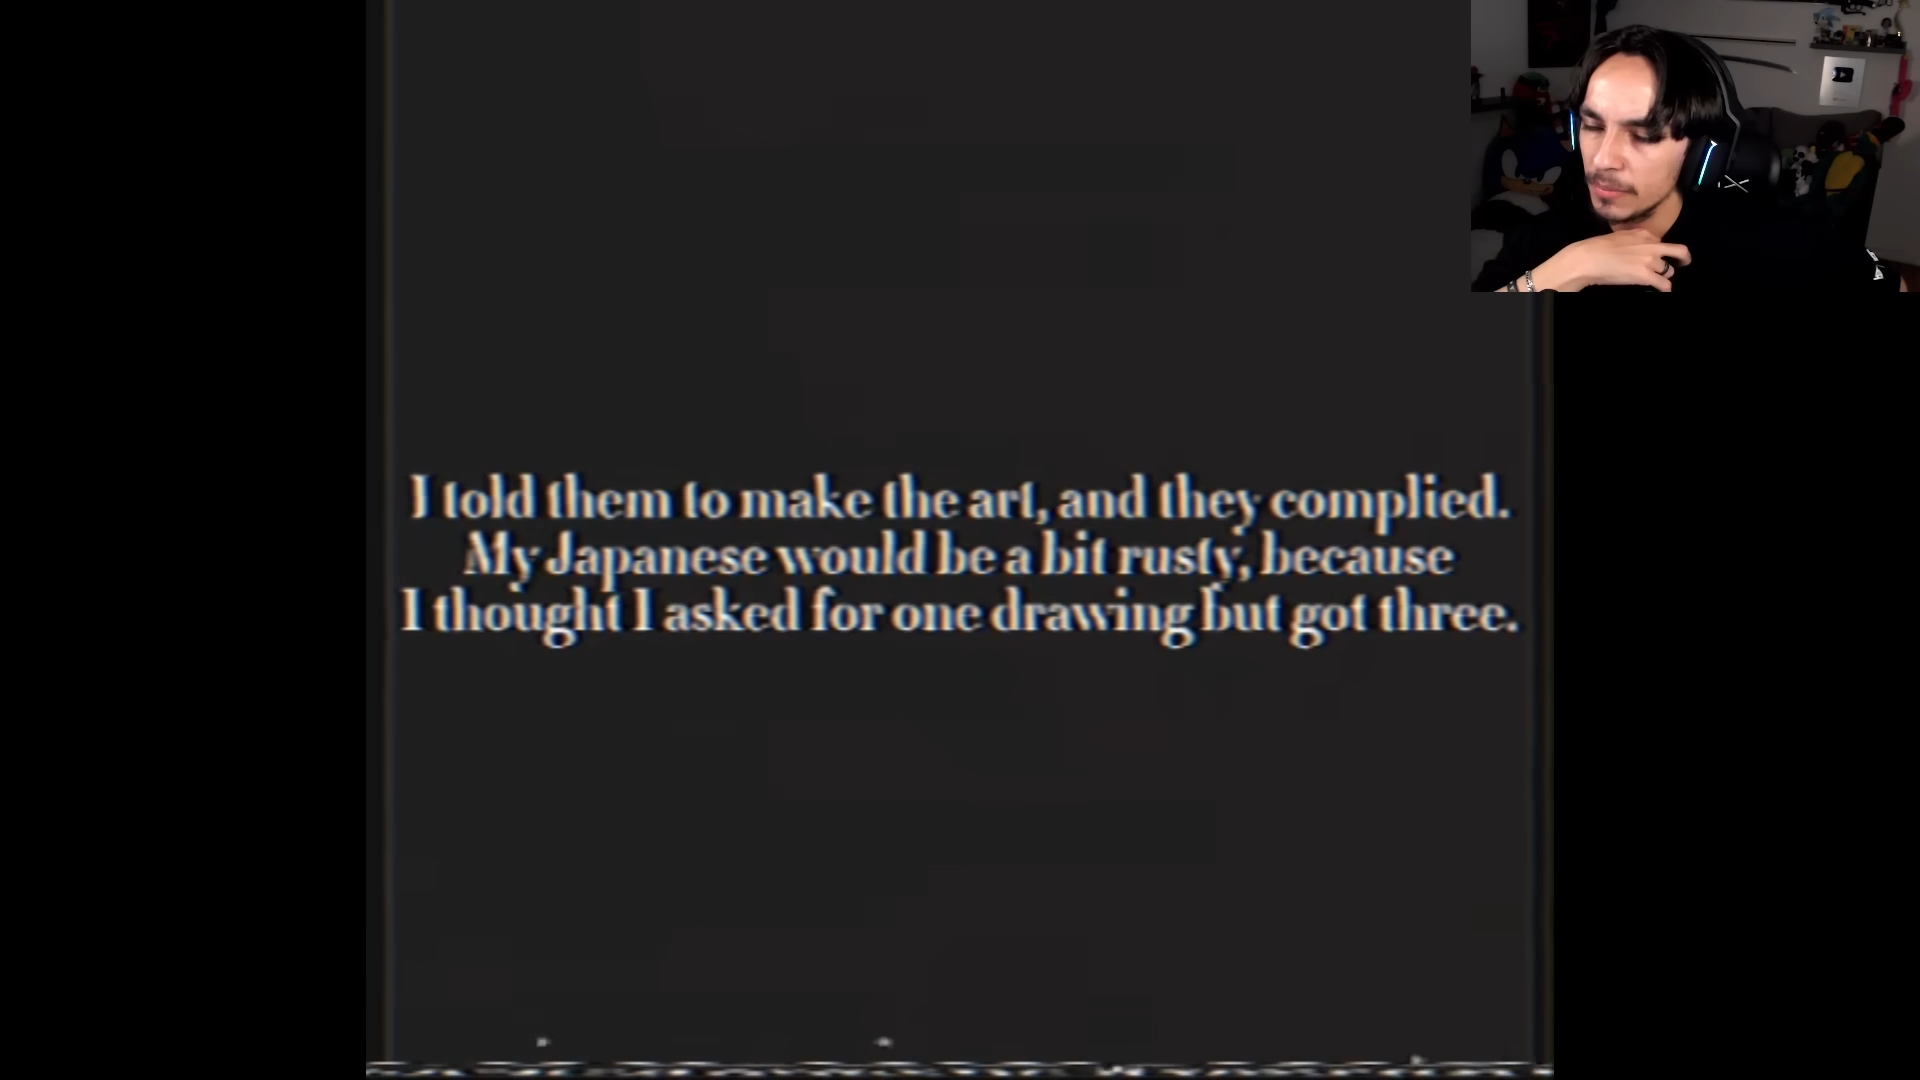 I told them to make the art, and they complied.
My Japanese would be a bit rusty, because
I thought I asked for one drawing but got three.